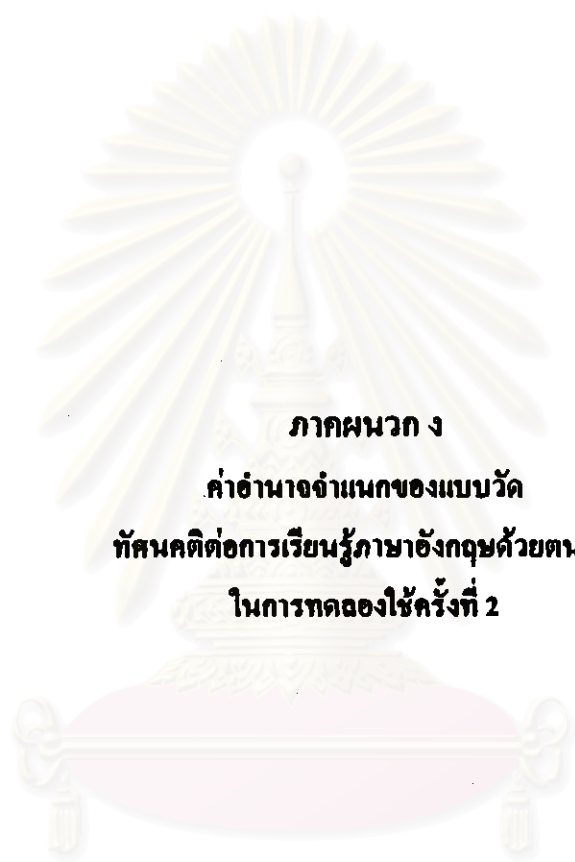 ภาคผนวก ง
ค่าอำนาจจำแนกของแบบวัด
ทัศนคติต่อการเรียนรู้ภาษาอังกฤษด้วยตน
ในการทดลองใช้ครั้งที่ 2